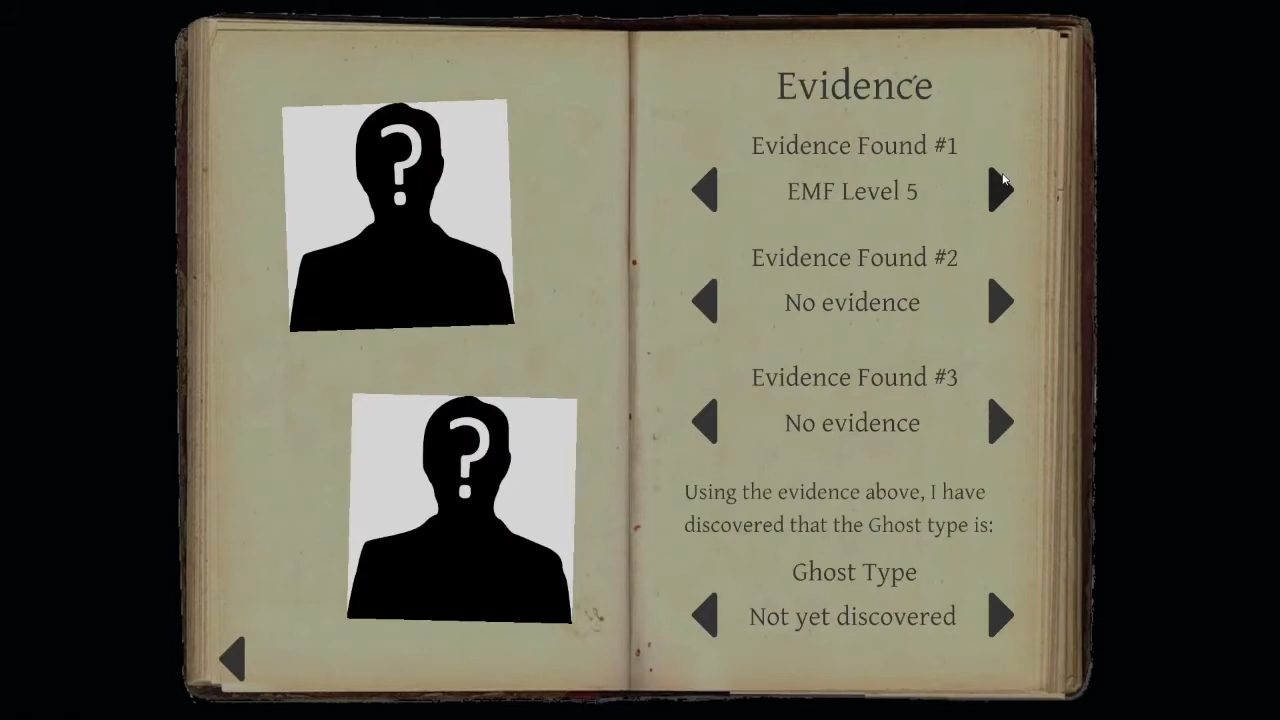 ?
?
Evidence
Evidence Found #1
EMF Level 5
Evidence Found #2
No evidence
Evidence Found #3
No evidence
Using the evidence above, I have
discovered that the Ghost type is:
Ghost Type
Not yet discovered